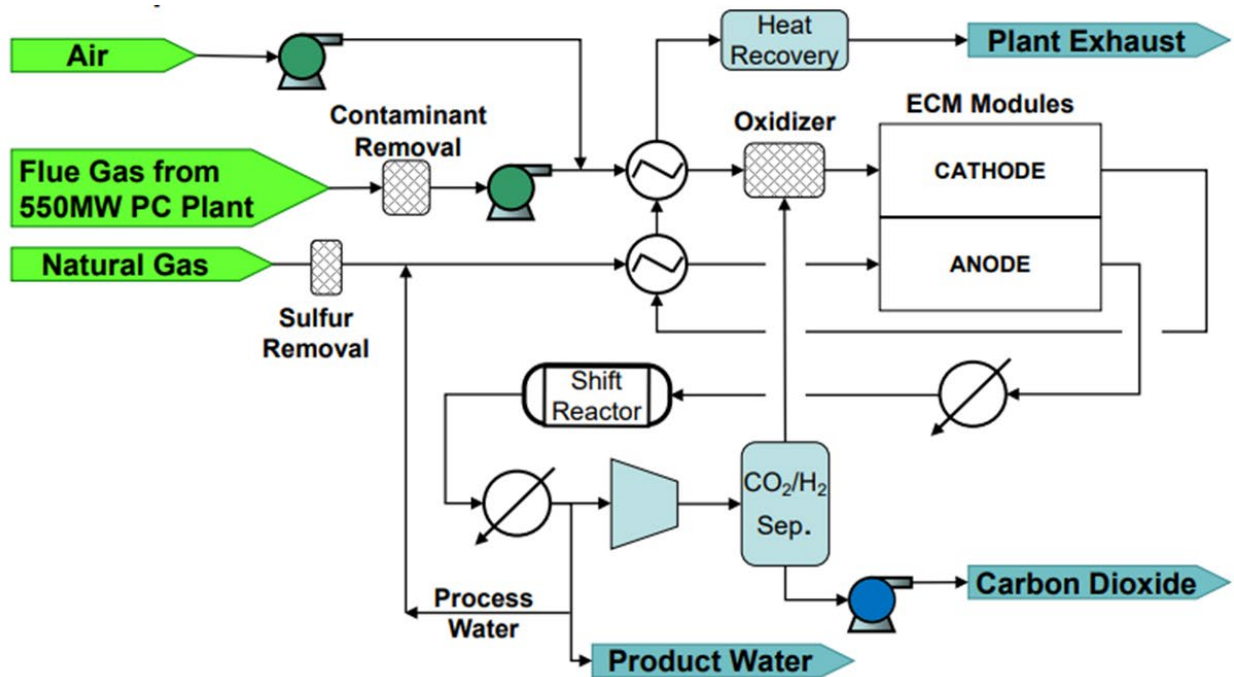 Air
Heat
Recovery
Plant Exhaust
Contaminant
Removal
Oxidizer
ECM Modules
Flue Gas from
550MW PC Plant
CATHODE
Natural Gas
ANODE
Sulfur
Removal
Shift
Reactor
CO₂/H₂
Sep.
Process
Water
Carbon Dioxide
Product Water